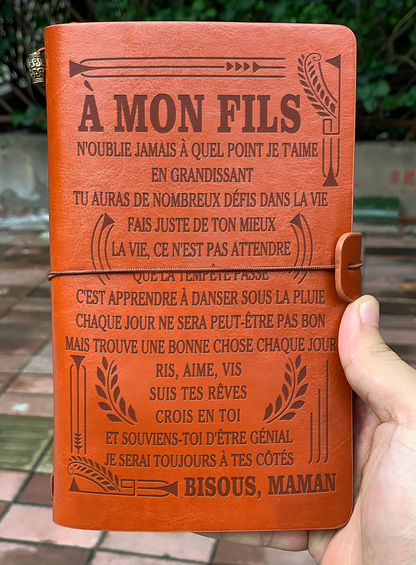 À MON FILS
N'OUBLIE JAMAIS À QUEL POINT JE T'AIME
EN GRANDISSANT
TU AURAS DE NOMBREUX DÉFIS DANS LA VIE
FAIS JUSTE DE TON MIEUX
LA VIE, CE N'EST PAS ATTENDRE
QUE LA TEMPÊTE PASSE
C'EST APPRENDRE À DANSER SOUS LA PLUIE
CHAQUE JOUR NE SERA PEUT-ÊTRE PAS BON
MAIS TROUVE UNE BONNE CHOSE CHAQUE JOUR
RIS, AIME, VIS
SUIS TES RÊVES
CROIS EN TOI
ET SOUVIENS-TOI D'ÊTRE GÉNIAL
JE SERAI TOUJOURS À TES CÔTÉS
BISOUS, MAMAN